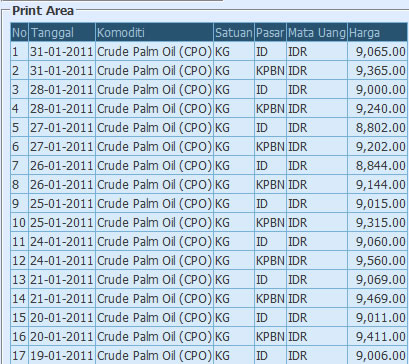 Print Area
No Tanggal Komoditi Satuan Pasar Mata Uang Harga
1 31-01-2011 Crude Palm Oil (CPO) KG ID IDR 9,065.00
2 31-01-2011 Crude Palm Oil (CPO) KG KPBN IDR 9,365.00
3 28-01-2011 Crude Palm Oil (CPO) KG ID IDR 9,000.00
4 28-01-2011 Crude Palm Oil (CPO) KG KPBN IDR 9,240.00
5 27-01-2011 Crude Palm Oil (CPO) KG ID IDR 8,802.00
6 27-01-2011 Crude Palm Oil (CPO) KG KPBN IDR 9,202.00
7 26-01-2011 Crude Palm Oil (CPO) KG ID IDR 8,844.00
8 26-01-2011 Crude Palm Oil (CPO) KG KPBN IDR 9,144.00
9 25-01-2011 Crude Palm Oil (CPO) KG ID IDR 9,015.00
10 25-01-2011 Crude Palm Oil (CPO) KG KPBN IDR 9,315.00
11 24-01-2011 Crude Palm Oil (CPO) KG ID IDR 9,060.00
12 24-01-2011 Crude Palm Oil (CPO) KG KPBN IDR 9,560.00
13 21-01-2011 Crude Palm Oil (CPO) KG ID IDR 9,069.00
14 21-01-2011 Crude Palm Oil (CPO) KG KPBN IDR 9,469.00
15 20-01-2011 Crude Palm Oil (CPO) KG ID IDR 9,011.00
16 20-01-2011 Crude Palm Oil (CPO) KG KPBN IDR 9,411.00
17 19-01-2011 Crude Palm Oil (CPO) KG ID IDR 9,006.00